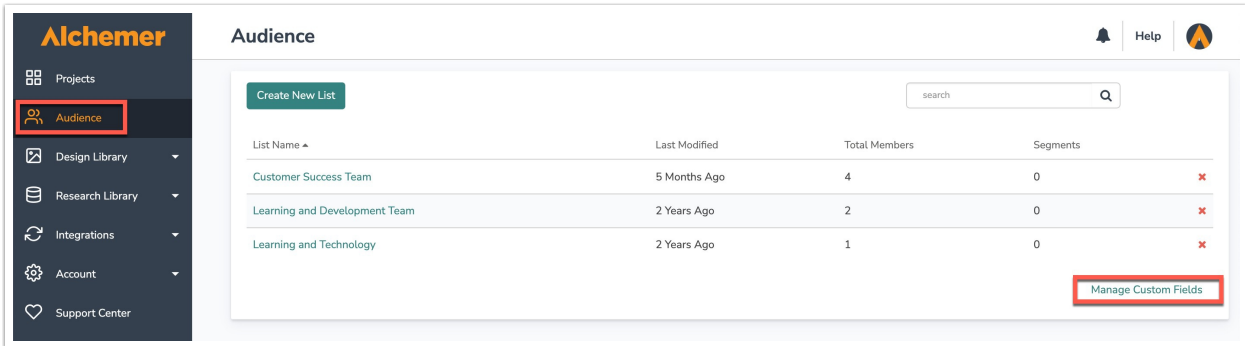 Alchemer
Audience
Help
Projects
Audience
Design Library
Research Library
Integrations
Account
Support Center
Create New List
search
List Name Last Modified Total Members Segments
Customer Success Team 5 Months Ago 4 0
Learning and Development Team 2 Years Ago 2 0
Learning and Technology 2 Years Ago 1 0
Manage Custom Fields